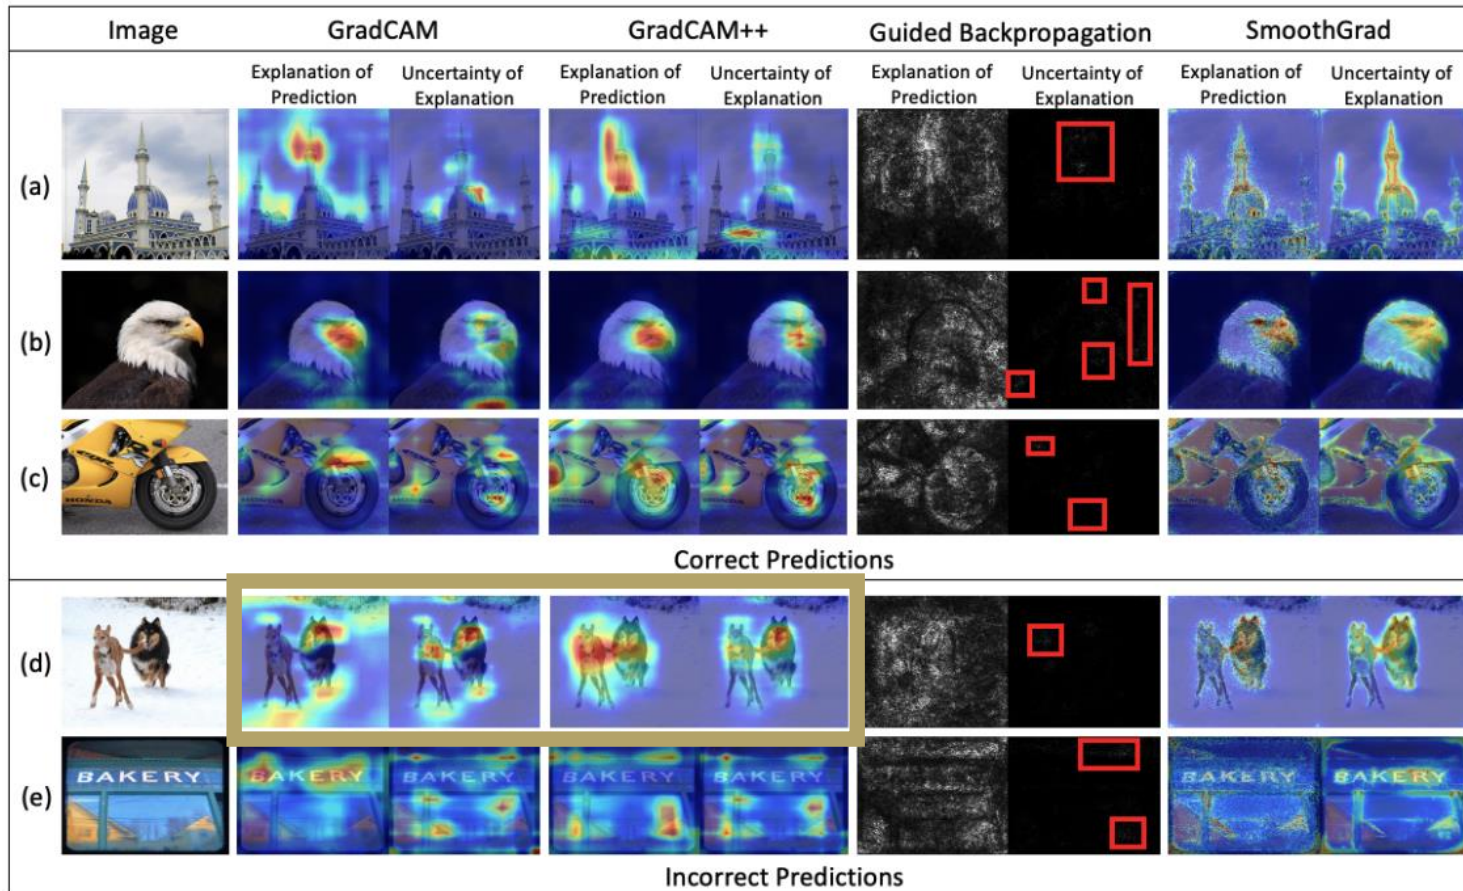 Image GradCAM GradCAM++ Guided Backpropagation SmoothGrad
Explanation of Prediction Uncertainty of Explanation Explanation of Prediction Uncertainty of Explanation Explanation of Prediction Uncertainty of Explanation Explanation of Prediction Uncertainty of Explanation
(a)
(b)
(c)
HONDA
Correct Predictions
(d)
(e)
BAKERY BAKERY BAKERY BAKERY BAKERY BAKERY BAKERY
Incorrect Predictions